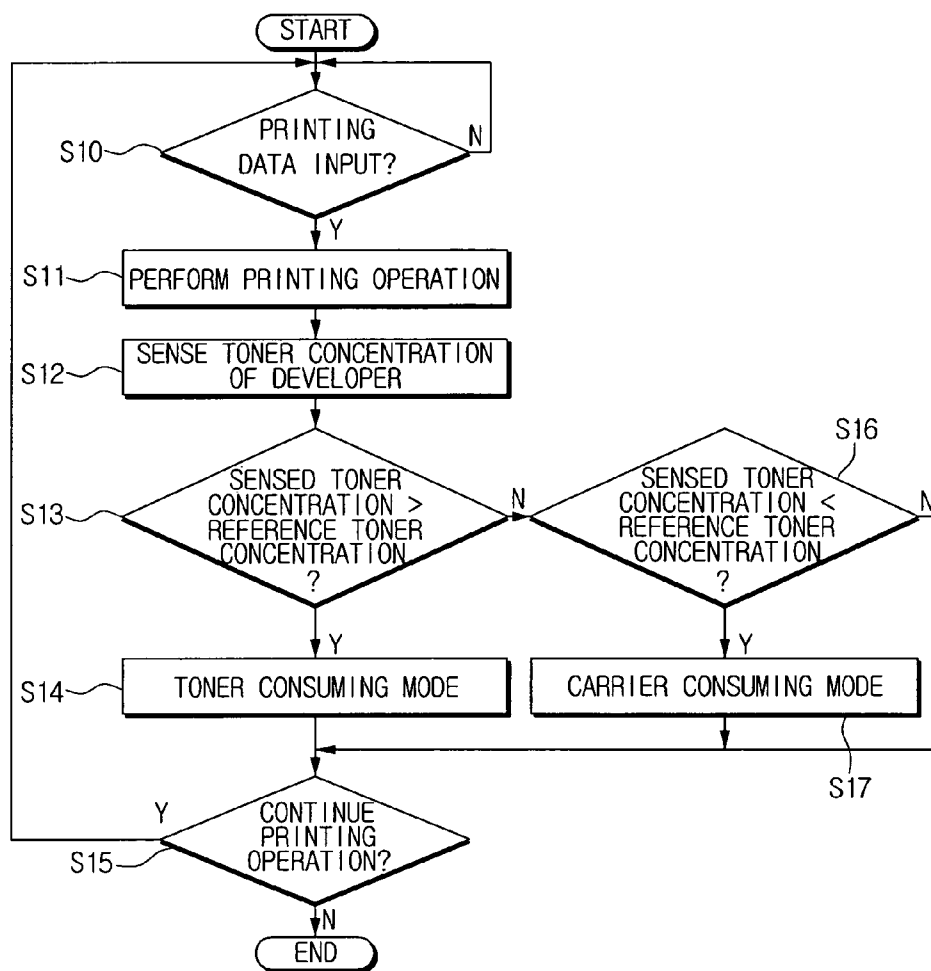 START
PRINTING
DATA INPUT?
S10
N
Y
S11
PERFORM PRINTING OPERATION
S12
SENSE TONER CONCENTRATION
OF DEVELOPER
S13
SENSED TONER
CONCENTRATION >
REFERENCE TONER
CONCENTRATION
?
N
S16
SENSED TONER
CONCENTRATION <
REFERENCE TONER
CONCENTRATION
?
N
Y
Y
S14
TONER CONSUMING MODE
CARRIER CONSUMING MODE
S17
Y
CONTINUE
PRINTING
OPERATION?
S15
N
END